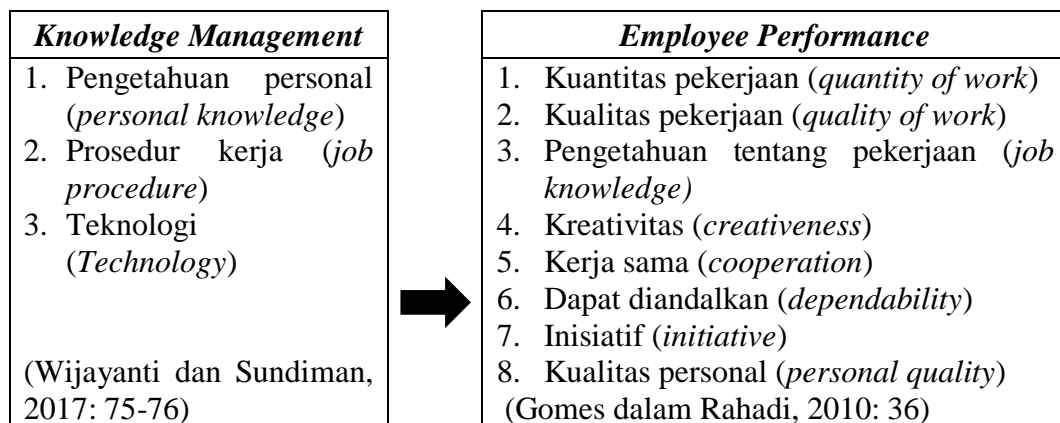 Knowledge Management
1. Pengetahuan personal
(personal knowledge)
2. Prosedur kerja (job
procedure)
3. Teknologi
(Technology)
(Wijayanti dan Sundiman,
2017: 75-76)
Employee Performance
1. Kuantitas pekerjaan (quantity of work)
2. Kualitas pekerjaan (quality of work)
3. Pengetahuan tentang pekerjaan (job
knowledge)
4. Kreativitas (creativeness)
5. Kerja sama (cooperation)
6. Dapat diandalkan (dependability)
7. Inisiatif (initiative)
8. Kualitas personal (personal quality)
(Gomes dalam Rahadi, 2010: 36)